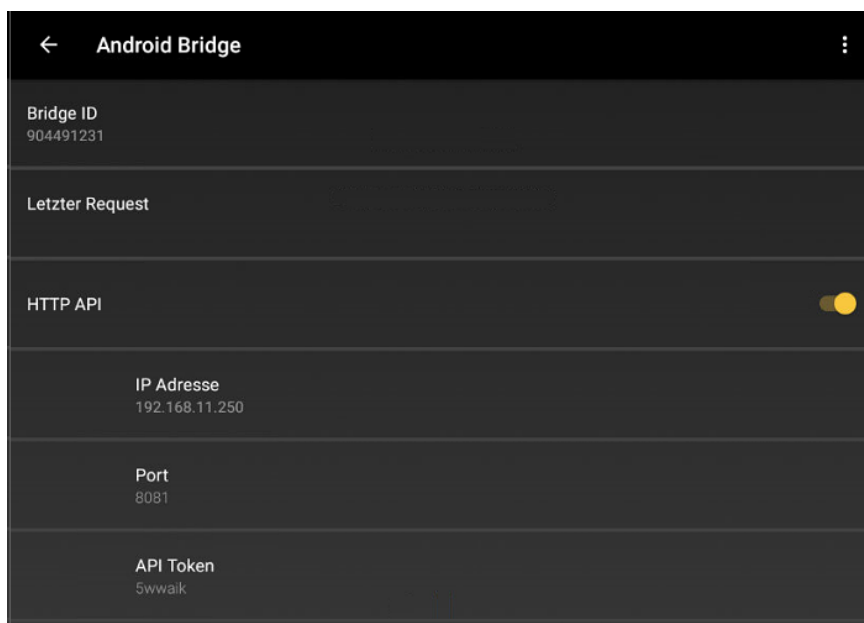 Android Bridge
Bridge ID
904491231
Letzter Request
HTTP API
IP Adresse
192.168.11.250
Port
8081
API Token
5wwaik